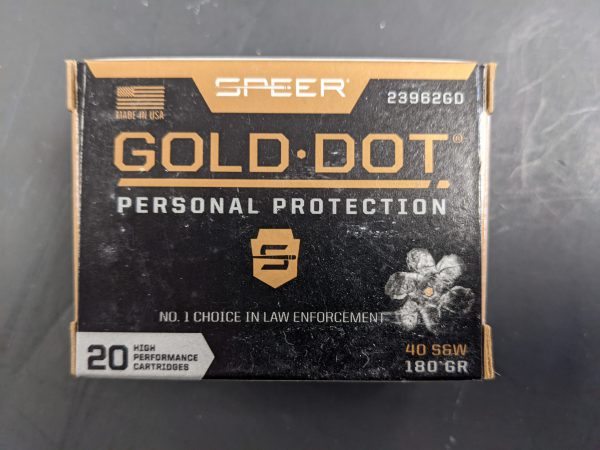 SPEER®
23962GD
MADE IN USA
GOLD·DOT®
PERSONAL PROTECTION
S
NO. 1 CHOICE IN LAW ENFORCEMENT
20 HIGH
PERFORMANCE
CARTRIDGES
40 S&W
180 GR